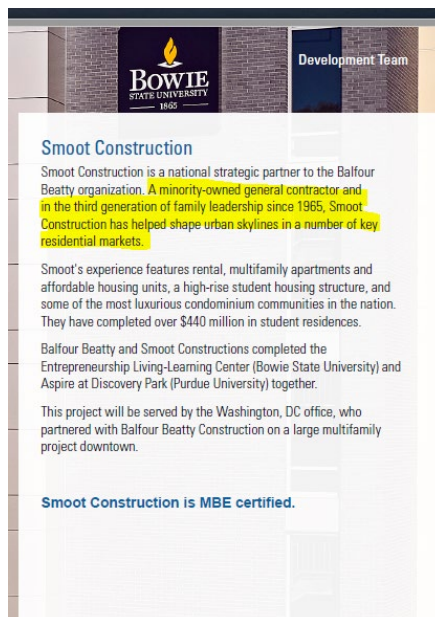 Development Team
BOWIE
STATE UNIVERSITY
1865
Smoot Construction
Smoot Construction is a national strategic partner to the Balfour
Beatty organization. A minority-owned general contractor and
in the third generation of family leadership since 1965, Smoot
Construction has helped shape urban skylines in a number of key
residential markets.
Smoot's experience features rental, multifamily apartments and
affordable housing units, a high-rise student housing structure, and
some of the most luxurious condominium communities in the nation.
They have completed over $440 million in student residences.
Balfour Beatty and Smoot Constructions completed the
Entrepreneurship Living-Learning Center (Bowie State University) and
Aspire at Discovery Park (Purdue University) together.
This project will be served by the Washington, DC office, who
partnered with Balfour Beatty Construction on a large multifamily
project downtown.
Smoot Construction is MBE certified.